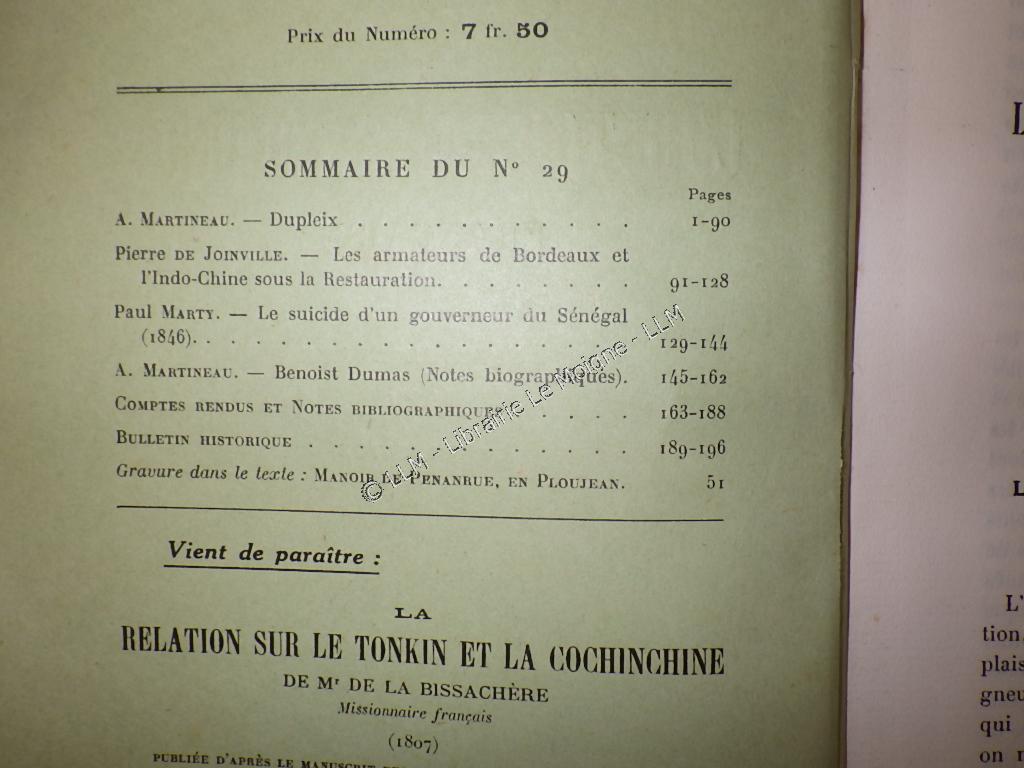 Prix du Numéro : 7 fr. 50
SOMMAIRE DU N° 29
Pages
A. MARTINEAU. — Dupleix . . . . . . . . . . . 1-90
Pierre DE JOINVILLE. — Les armateurs de Bordeaux et
l'Indo-Chine sous la Restauration. . . . . . . . 91-128
Paul MARTY. — Le suicide d'un gouverneur du Sénégal
(1846). . . . . . . . . . . . . . . . . 129-144
A. MARTINEAU. — Benoist Dumas (Notes biographiques). 145-162
COMPTES RENDUS ET NOTES BIBLIOGRAPHIQUES . . . . . 163-188
BULLETIN HISTORIQUE . . . . . . . . . . . . . 189-196
Gravure dans le texte : MANOIR DE PENANRUE, EN PLOUJEAN. 51
© LLM - Librairie Le Moigne - LLM
Vient de paraître :
LA
RELATION SUR LE TONKIN ET LA COCHINCHINE
DE Mr DE LA BISSACHÈRE
Missionnaire français
(1807)
PUBLIÉE D'APRÈS LE MANUSCRIT
L'
tion,
plais
gneu
qui
on